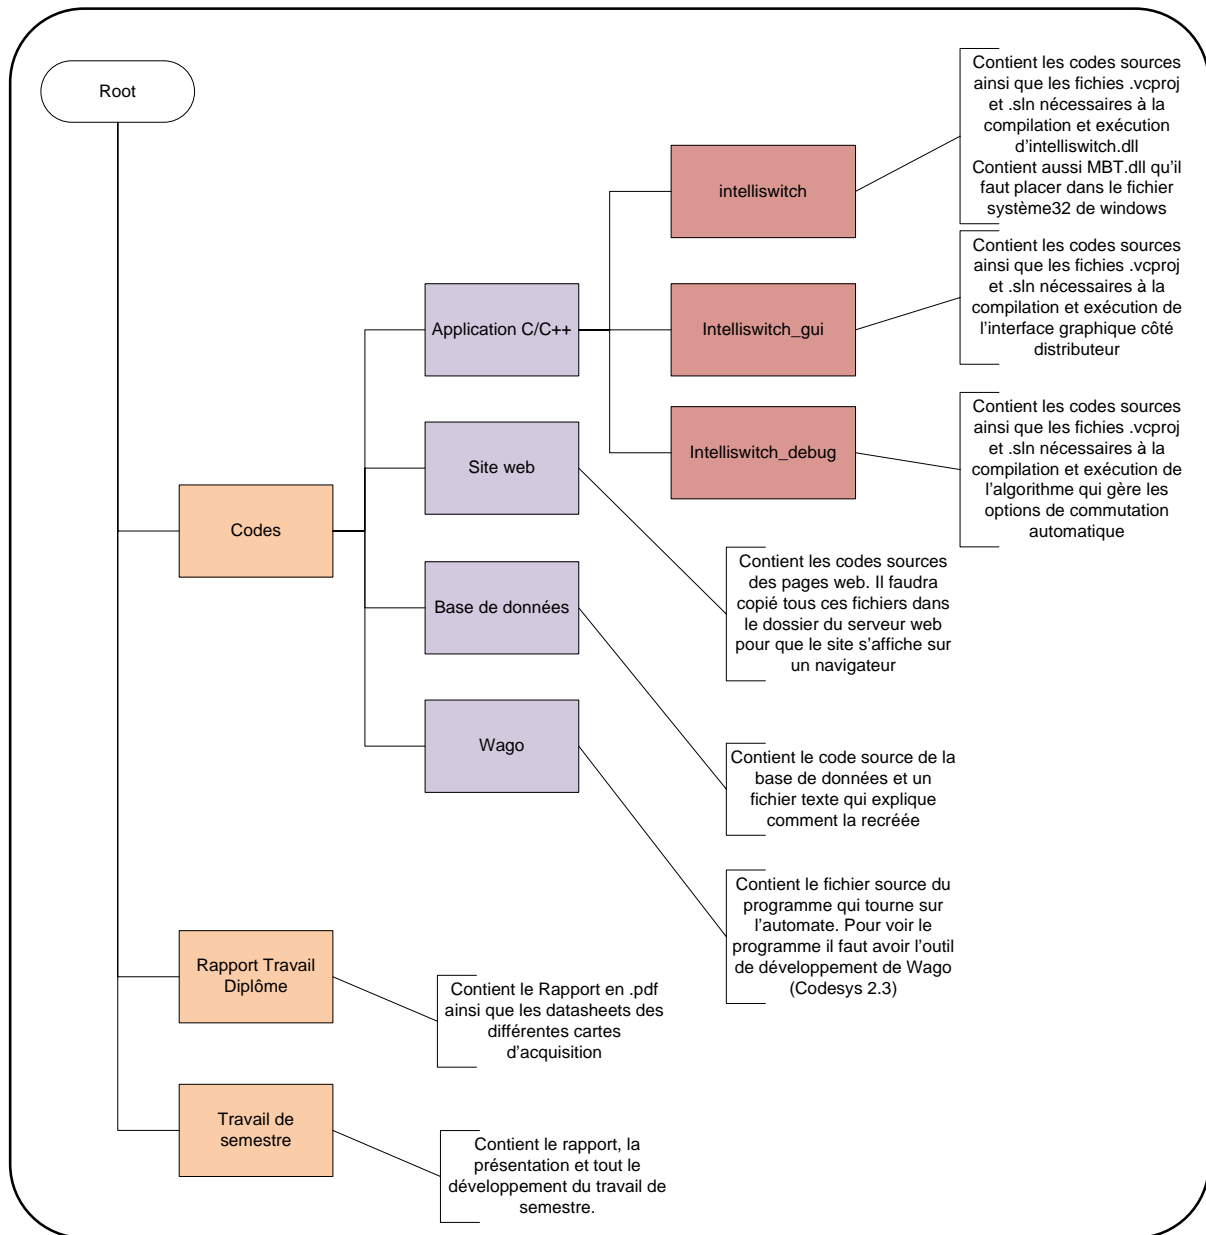 Root
Contient les codes sources
ainsi que les fichies .vcproj
et .sln nécessaires à la
compilation et exécution
d’intelliswitch.dll
Contient aussi MBT.dll qu’il
faut placer dans le fichier
système32 de windows
intelliswitch
Contient les codes sources
ainsi que les fichies .vcproj
et .sln nécessaires à la
compilation et exécution de
l’interface graphique côté
distributeur
Application C/C++
Intelliswitch_gui
Contient les codes sources
ainsi que les fichies .vcproj
et .sln nécessaires à la
compilation et exécution de
l’algorithme qui gère les
options de commutation
automatique
Intelliswitch_debug
Site web
Codes
Contient les codes sources
des pages web. Il faudra
copié tous ces fichiers dans
le dossier du serveur web
pour que le site s’affiche sur
un navigateur
Base de données
Wago
Contient le code source de la
base de données et un
fichier texte qui explique
comment la recréée
Contient le fichier source du
programme qui tourne sur
l’automate. Pour voir le
programme il faut avoir l’outil
de développement de Wago
(Codesys 2.3)
Rapport Travail
Diplôme
Contient le Rapport en .pdf
ainsi que les datasheets des
différentes cartes
d’acquisition
Travail de
semestre
Contient le rapport, la
présentation et tout le
développement du travail de
semestre.